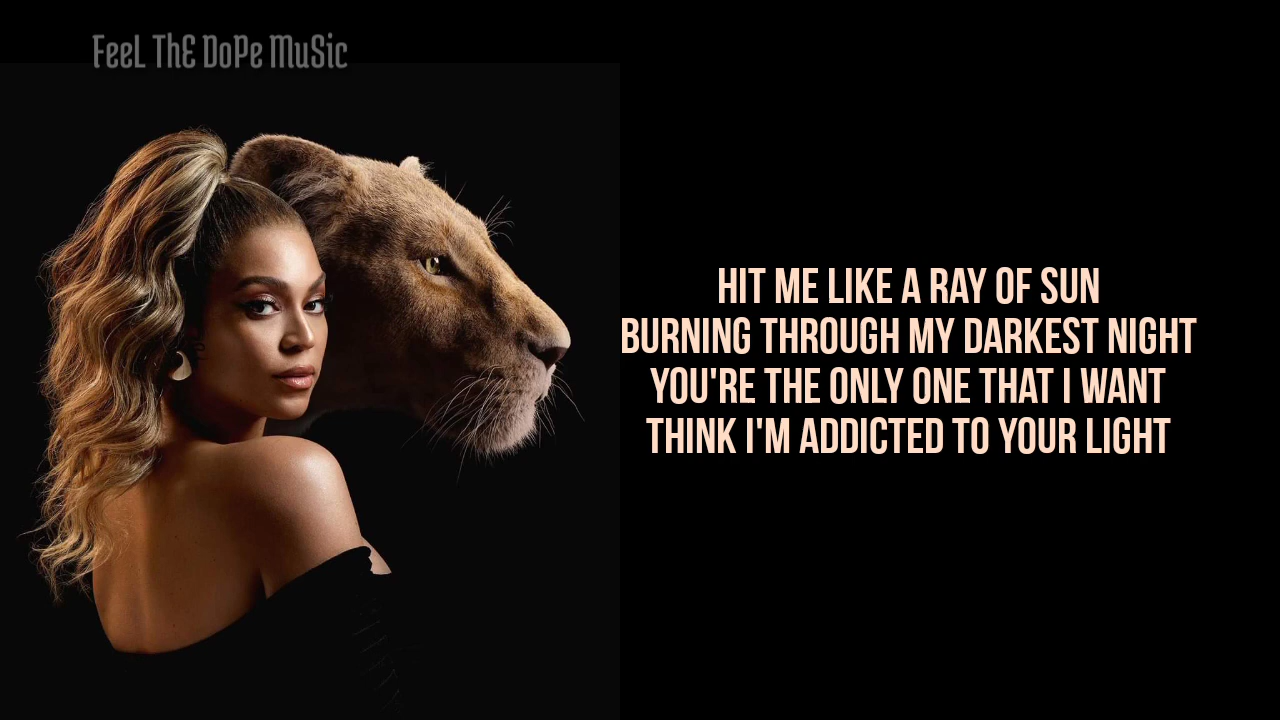 FeeL ThE DoPe MuSic
HIT ME LIKE A RAY OF SUN
BURNING THROUGH MY DARKEST NIGHT
YOU'RE THE ONLY ONE THAT I WANT
THINK I'M ADDICTED TO YOUR LIGHT